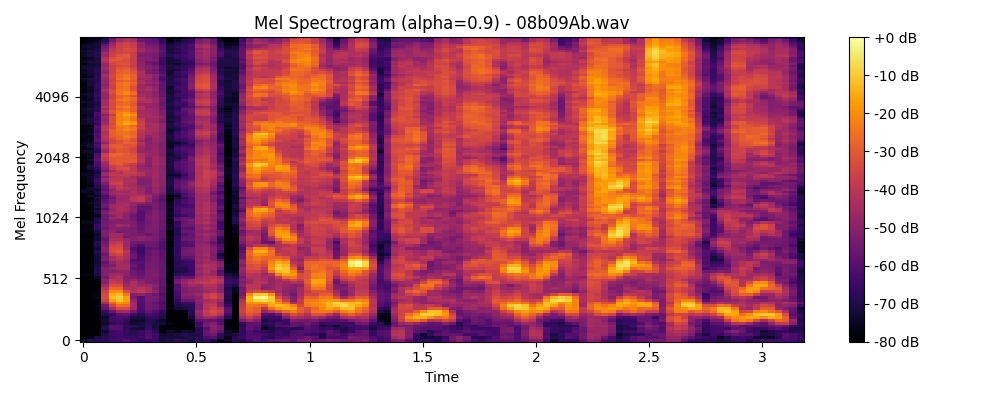 Mel Spectrogram (alpha=0.9) - 08b09Ab.wav
Mel Frequency
4096
2048
1024
512
0
0
0.5
1
1.5
2
2.5
3
Time
+0 dB
-10 dB
-20 dB
-30 dB
-40 dB
-50 dB
-60 dB
-70 dB
-80 dB